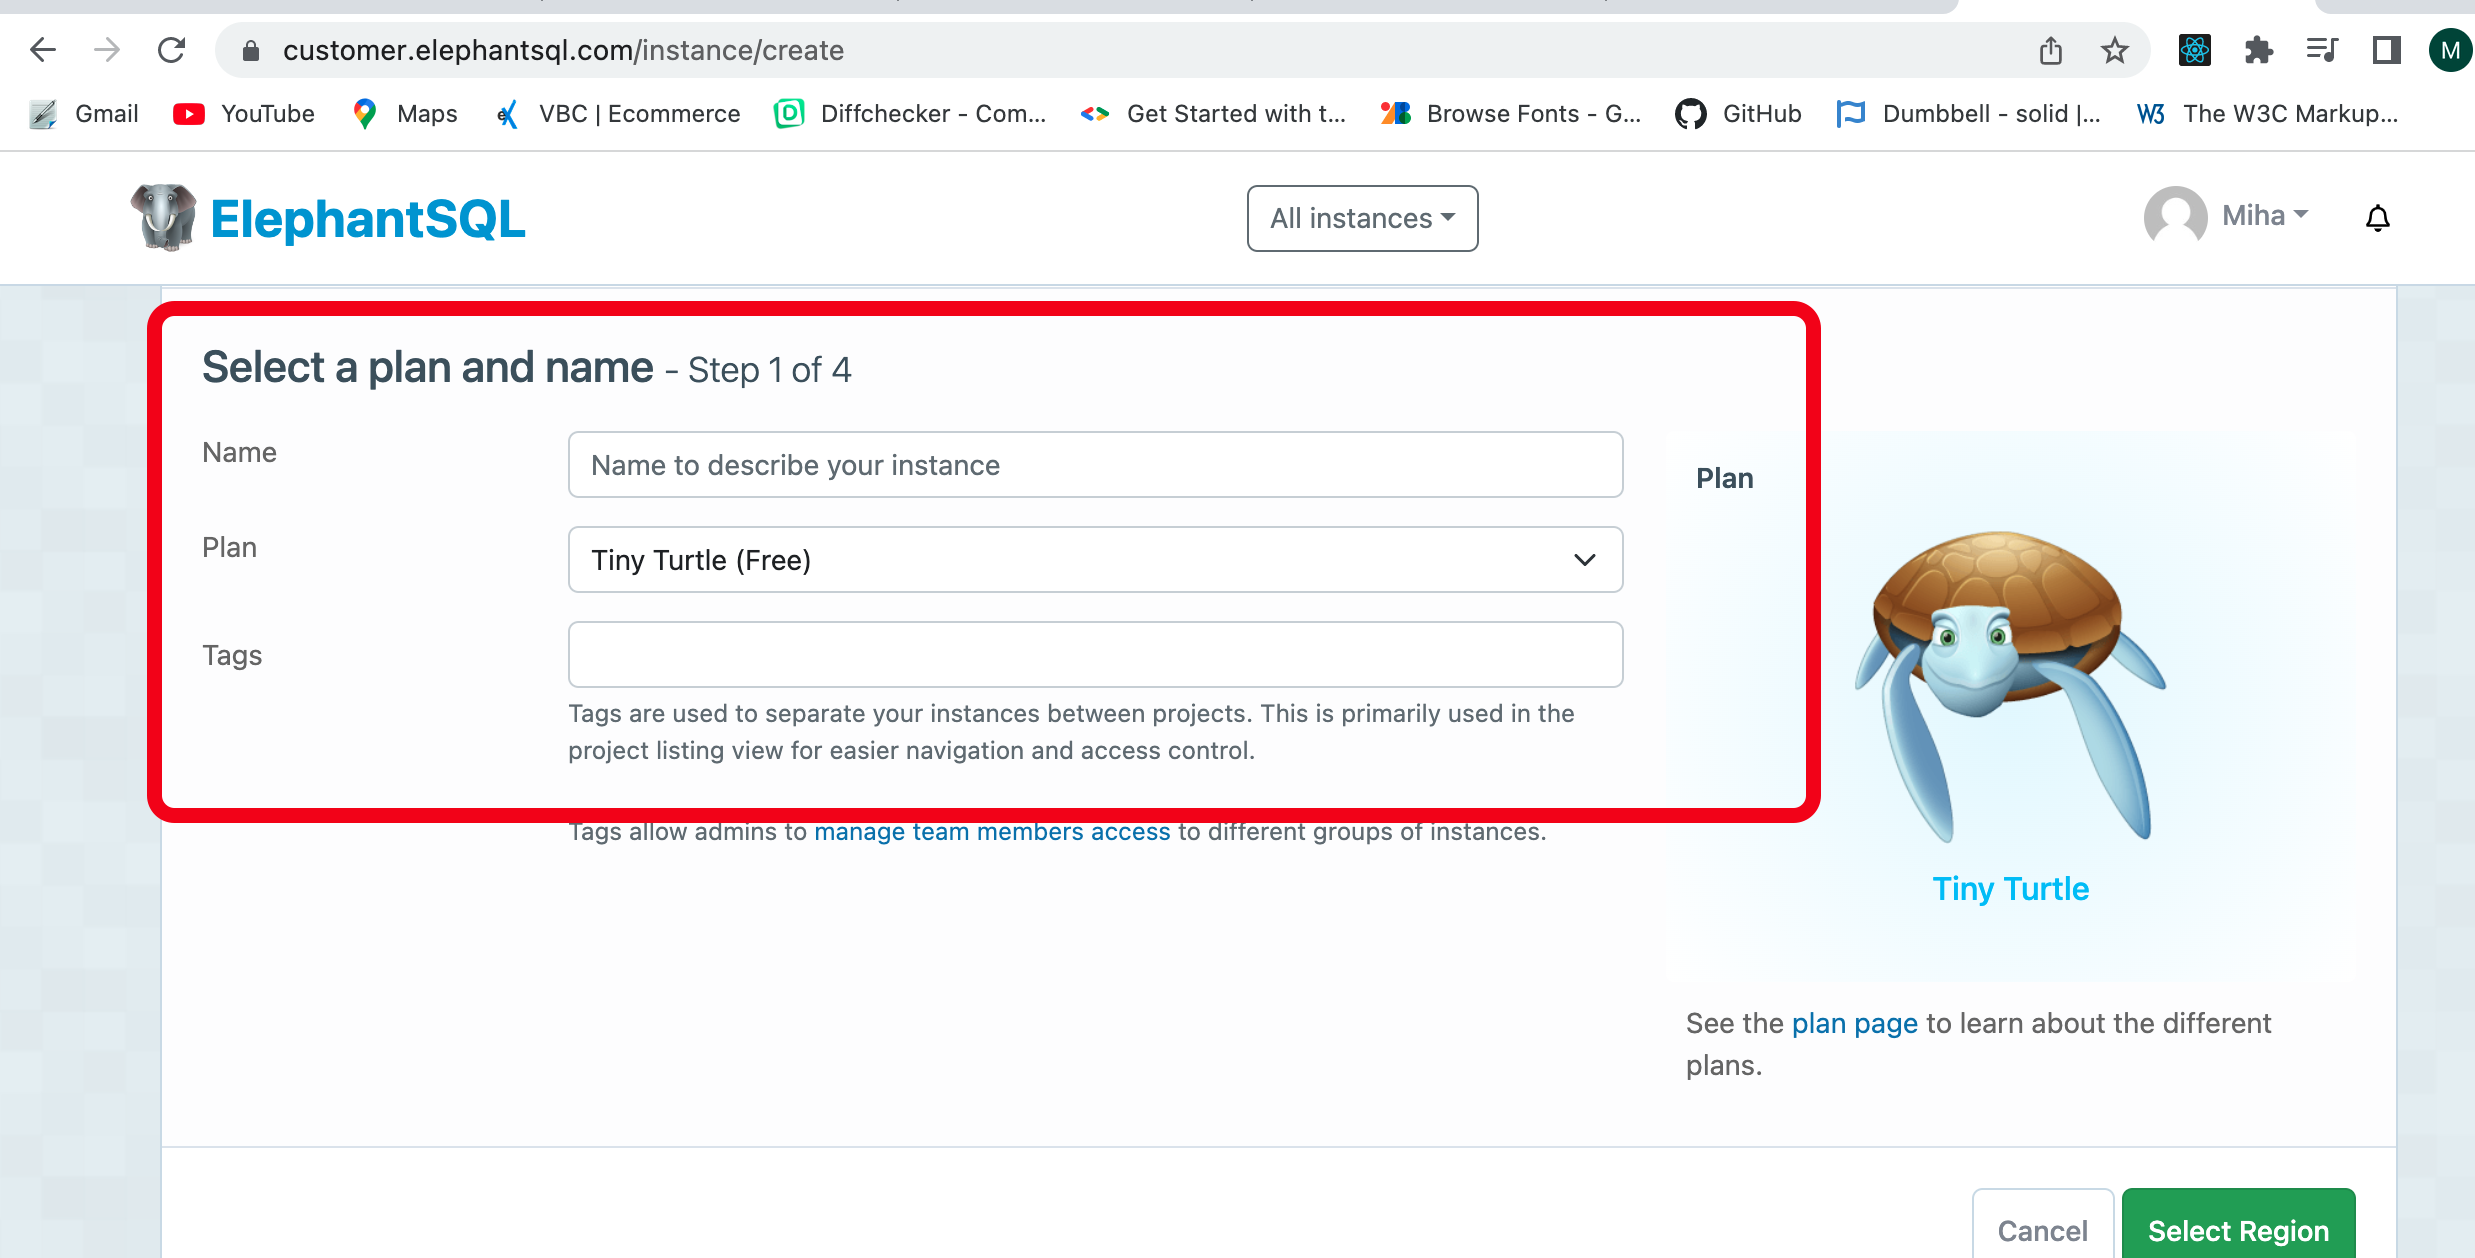 customer.elephantsql.com/instance/create
M
Gmail YouTube Maps VBC | Ecommerce Diffchecker - Com... Get Started with t... Browse Fonts - G... GitHub Dumbbell - solid |... W3 The W3C Markup...
ElephantSQL
All instances
Miha
Select a plan and name - Step 1 of 4
Name
Name to describe your instance
Plan
Tiny Turtle (Free)
Tags
Tags are used to separate your instances between projects. This is primarily used in the
project listing view for easier navigation and access control.
Tags allow admins to manage team members access to different groups of instances.
Plan
Tiny Turtle
See the plan page to learn about the different
plans.
Cancel
Select Region